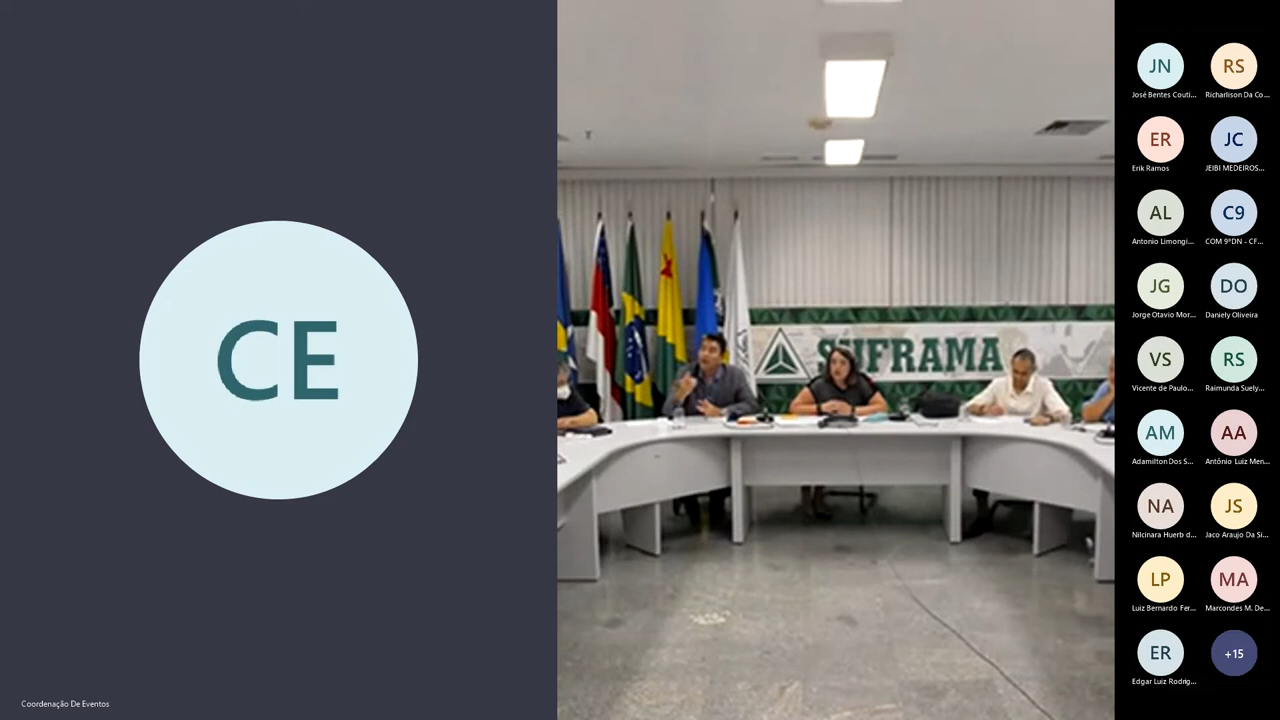 CE
Coordenação De Eventos
SUFRAMA
JN
José Bentes Couti...
RS
Richarlison Da Co...
ER
Erik Ramos
JC
JEIBI MEDEIROS...
AL
Antonio Limongi...
C9
COM 9°DN - CF...
JG
Jorge Otavio Mor...
DO
Daniely Oliveira
VS
Vicente de Paulo...
RS
Raimunda Suely...
AM
Adamilton Dos S...
AA
Antônio Luiz Men...
NA
Nilcinara Huerb d...
JS
Jaco Araujo Da Si...
LP
Luiz Bernardo Fer...
MA
Marcondes M. De...
ER
Edgar Luiz Rodrig...
+15